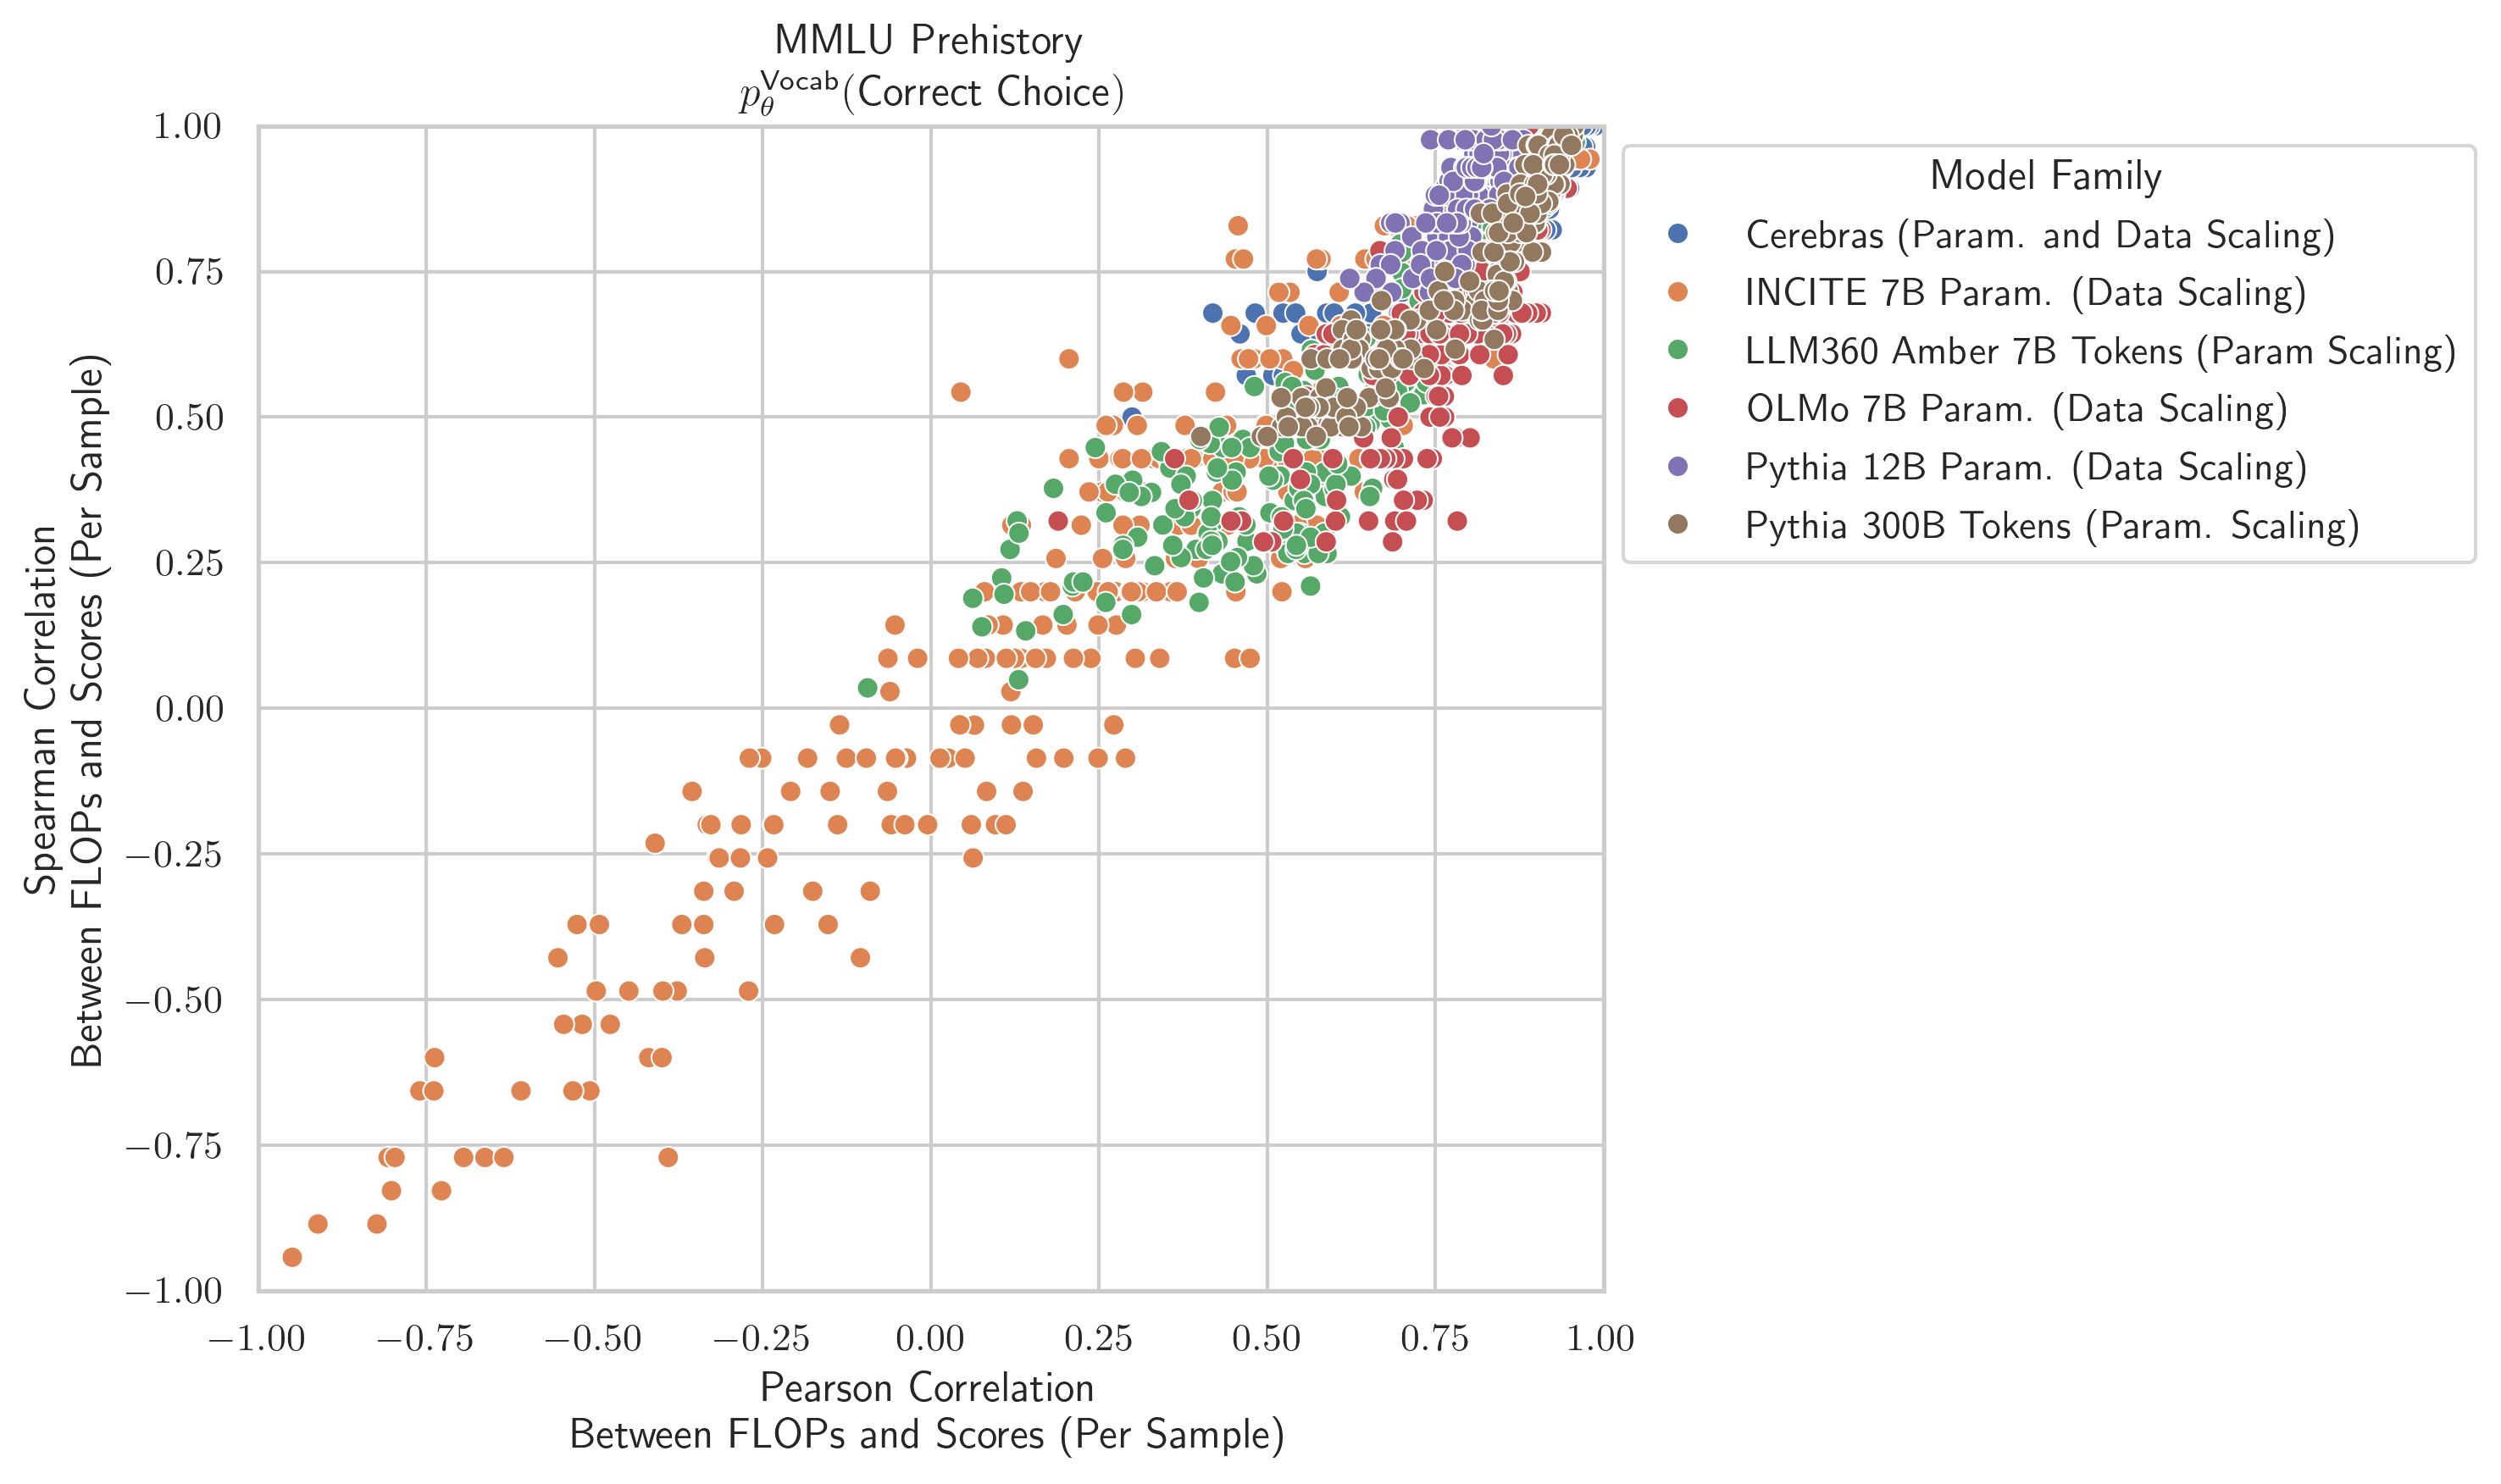 MMLU Prehistory
p_θ^Vocab(Correct Choice)
1.00
0.75
0.50
0.25
0.00
−0.25
−0.50
−0.75
−1.00
Spearman Correlation
Between FLOPs and Scores (Per Sample)
−1.00 −0.75 −0.50 −0.25 0.00 0.25 0.50 0.75 1.00
Pearson Correlation
Between FLOPs and Scores (Per Sample)
Model Family
Cerebras (Param. and Data Scaling)
INCITE 7B Param. (Data Scaling)
LLM360 Amber 7B Tokens (Param Scaling)
OLMo 7B Param. (Data Scaling)
Pythia 12B Param. (Data Scaling)
Pythia 300B Tokens (Param. Scaling)